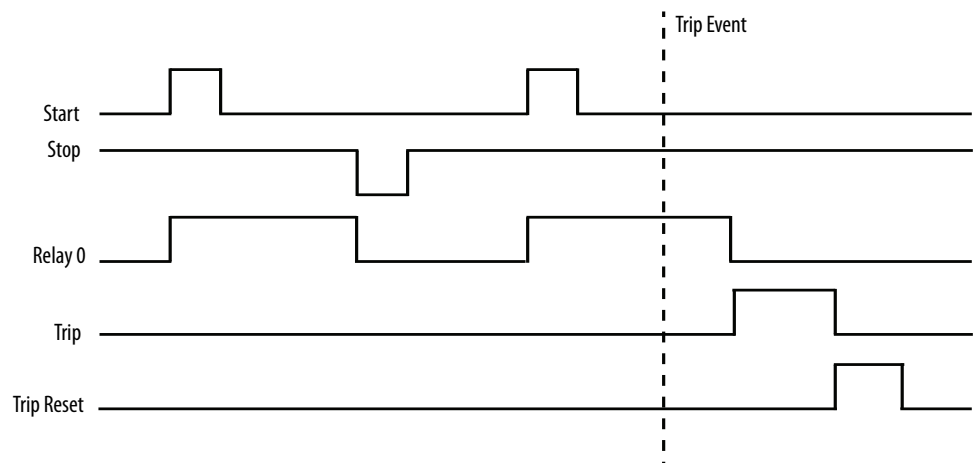 Trip Event
Start
Stop
Relay 0
Trip
Trip Reset